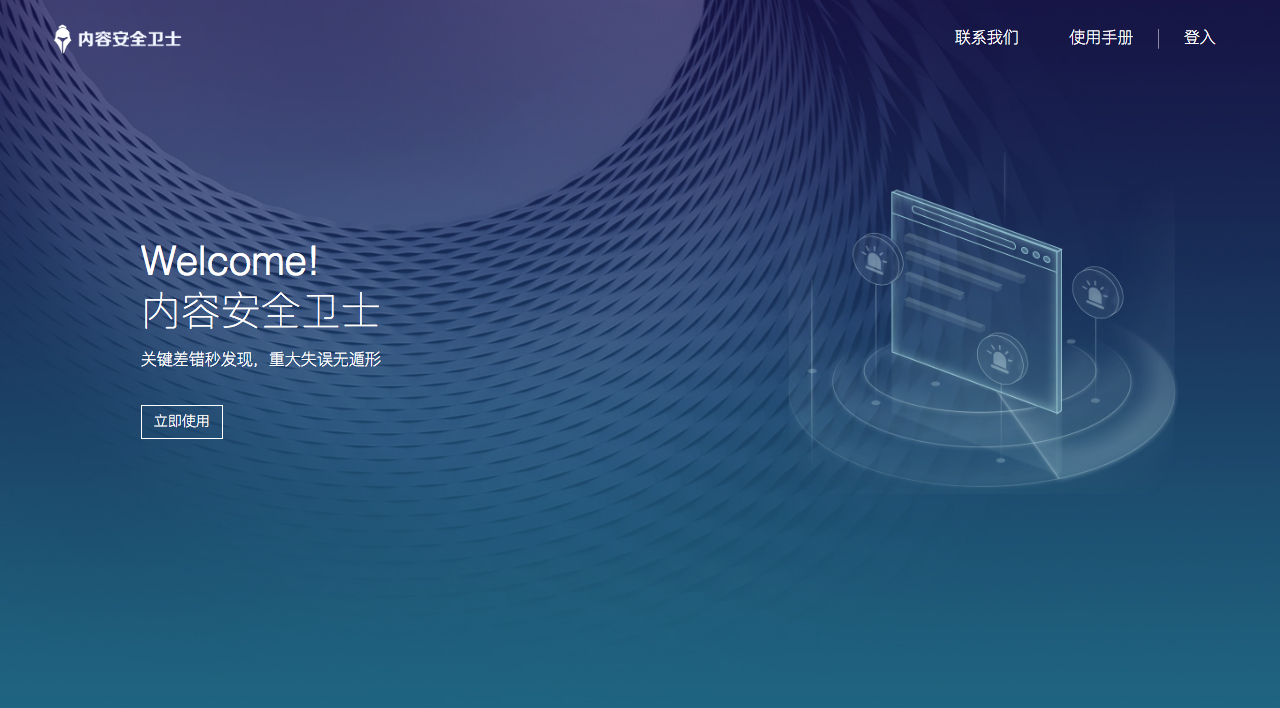 内容安全卫士
联系我们
使用手册
登入
Welcome!
内容安全卫士
关键差错秒发现，重大失误无遁形
立即使用